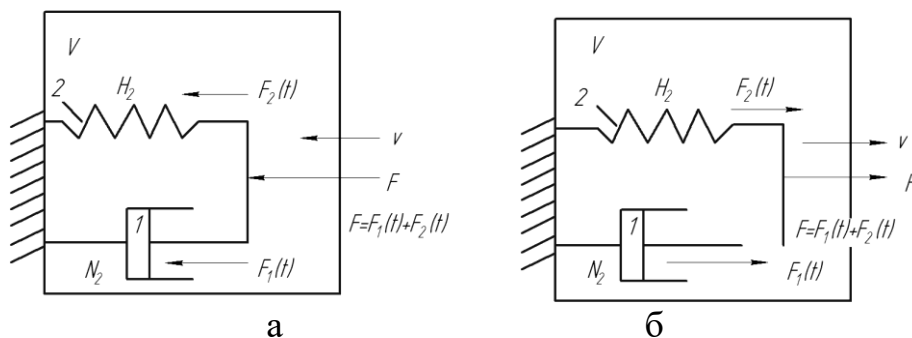 V
2
H₂
F₂(t)
v
F
1
F=F₁(t)+F₂(t)
N₂
F₁(t)
а
V
2
H₂
F₂(t)
v
F
1
F=F₁(t)+F₂(t)
N₂
F₁(t)
б